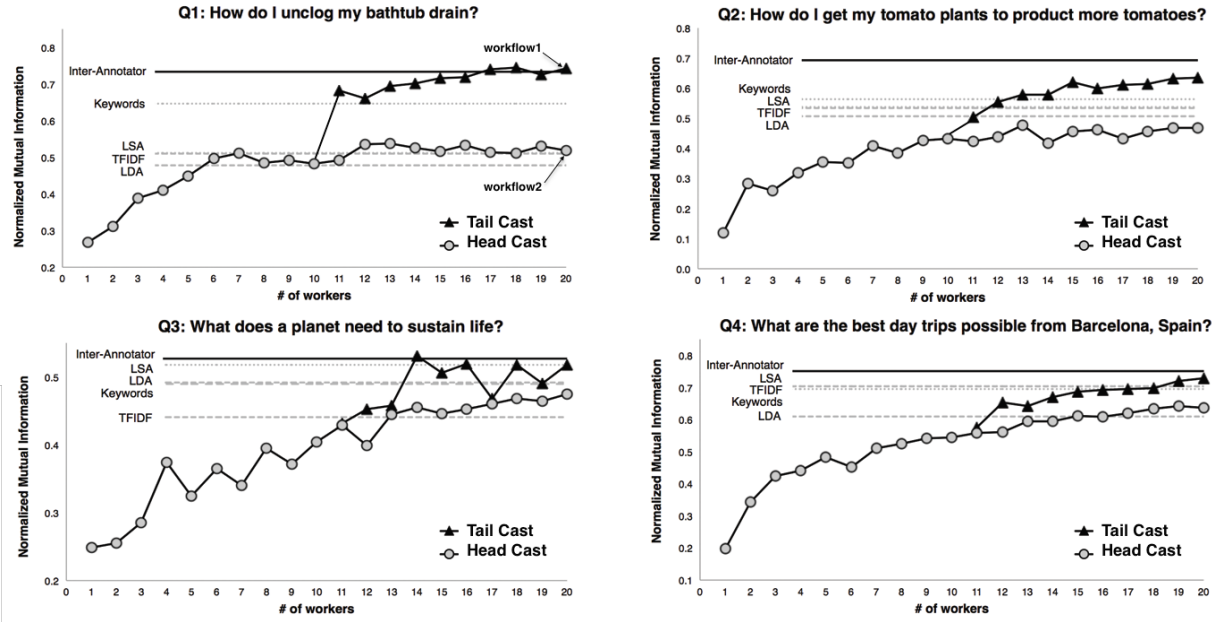 Q1: How do I unclog my bathtub drain?
Normalized Mutual Information
0.8
0.7
0.6
0.5
0.4
0.3
0.2
Inter-Annotator
Keywords
LSA
TFIDF
LDA
workflow1
workflow2
Tail Cast
Head Cast
0 1 2 3 4 5 6 7 8 9 10 11 12 13 14 15 16 17 18 19 20
# of workers
Q2: How do I get my tomato plants to product more tomatoes?
Normalized Mutual Information
0.8
0.7
0.6
0.5
0.4
0.3
0.2
0.1
0.0
Inter-Annotator
Keywords
LSA
TFIDF
LDA
Tail Cast
Head Cast
0 1 2 3 4 5 6 7 8 9 10 11 12 13 14 15 16 17 18 19 20
# of workers
Q3: What does a planet need to sustain life?
Normalized Mutual Information
0.5
0.4
0.3
0.2
Inter-Annotator
LSA
LDA
Keywords
TFIDF
Tail Cast
Head Cast
0 1 2 3 4 5 6 7 8 9 10 11 12 13 14 15 16 17 18 19 20
# of workers
Q4: What are the best day trips possible from Barcelona, Spain?
Normalized Mutual Information
0.8
0.7
0.6
0.5
0.4
0.3
0.2
0.1
Inter-Annotator
LSA
TFIDF
Keywords
LDA
Tail Cast
Head Cast
0 1 2 3 4 5 6 7 8 9 10 11 12 13 14 15 16 17 18 19 20
# of workers